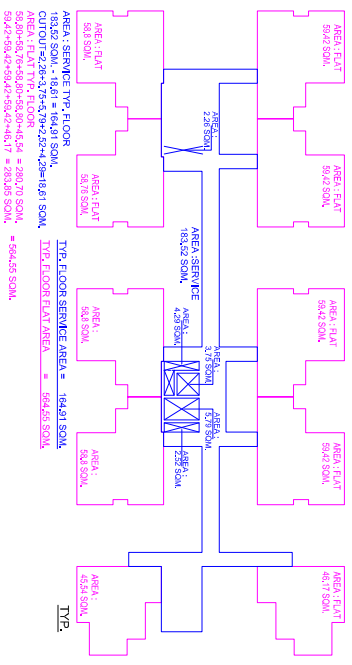 AREA : FLAT
59.42 SQM.
AREA : FLAT
59.42 SQM.
AREA : FLAT
59.42 SQM.
AREA : FLAT
59.42 SQM.
AREA : FLAT
46.17 SQM.
AREA :
2.26 SQM.
AREA :
3.75 SQM.
AREA :
5.79 SQM.
AREA :SERVICE
183.52 SQM.
AREA :
4.29 SQM.
AREA :
2.52 SQM.
AREA : FLAT
58.8 SQM.
AREA : FLAT
58.76 SQM.
AREA :
58.8 SQM.
AREA :
58.8 SQM.
AREA :
45.54 SQM.
TYP.
AREA : SERVICE TYP. FLOOR
183.52 SQM. - 18.61 = 164.91 SQM.
CUTOUT=2.26+3.75+5.79+2.52+4.29=18.61 SQM.
AREA : FLAT TYP. FLOOR
58.80+58.76+58.80+58.80+45.54 = 280.70 SQM.
59.42+59.42+59.42+59.42+46.17 = 283.85 SQM. = 564.55 SQM.
TYP. FLOOR SERVICE AREA = 164.91 SQM.
TYP. FLOOR FLAT AREA = 564.55 SQM.